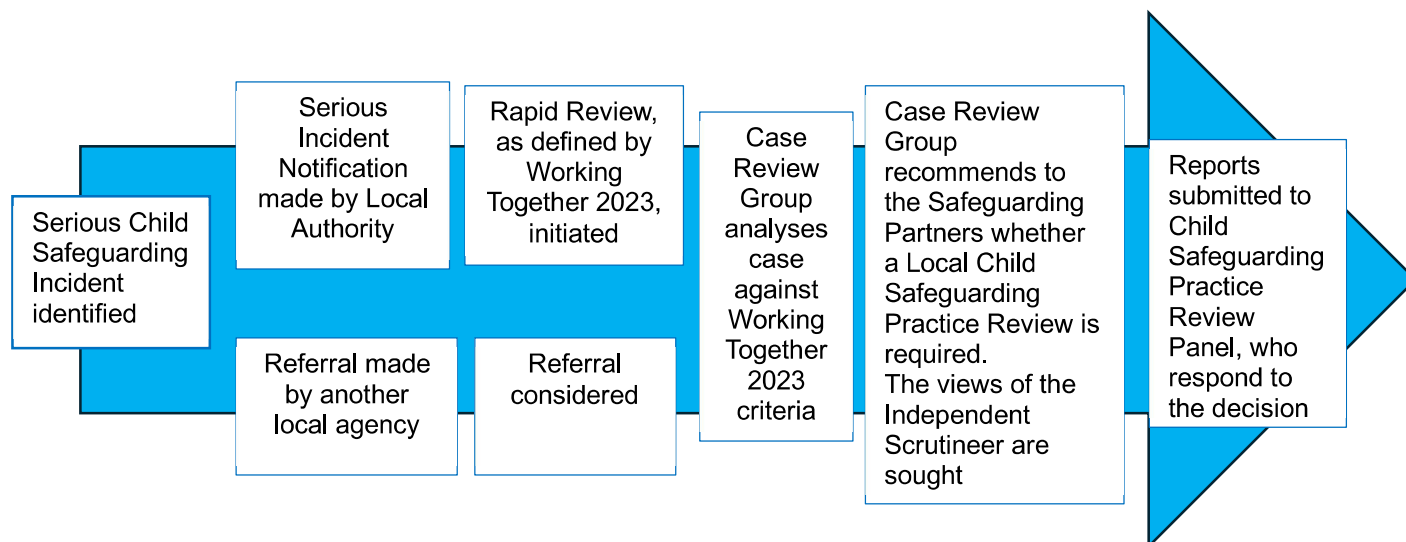 Serious Child
Safeguarding
Incident
identified
Serious
Incident
Notification
made by Local
Authority
Referral made
by another
local agency
Rapid Review,
as defined by
Working
Together 2023,
initiated
Referral
considered
Case
Review
Group
analyses
case
against
Working
Together
2023
criteria
Case Review
Group
recommends to
the Safeguarding
Partners whether
a Local Child
Safeguarding
Practice Review is
required.
The views of the
Independent
Scrutineer are
sought
Reports
submitted to
Child
Safeguarding
Practice
Review
Panel, who
respond to
the decision